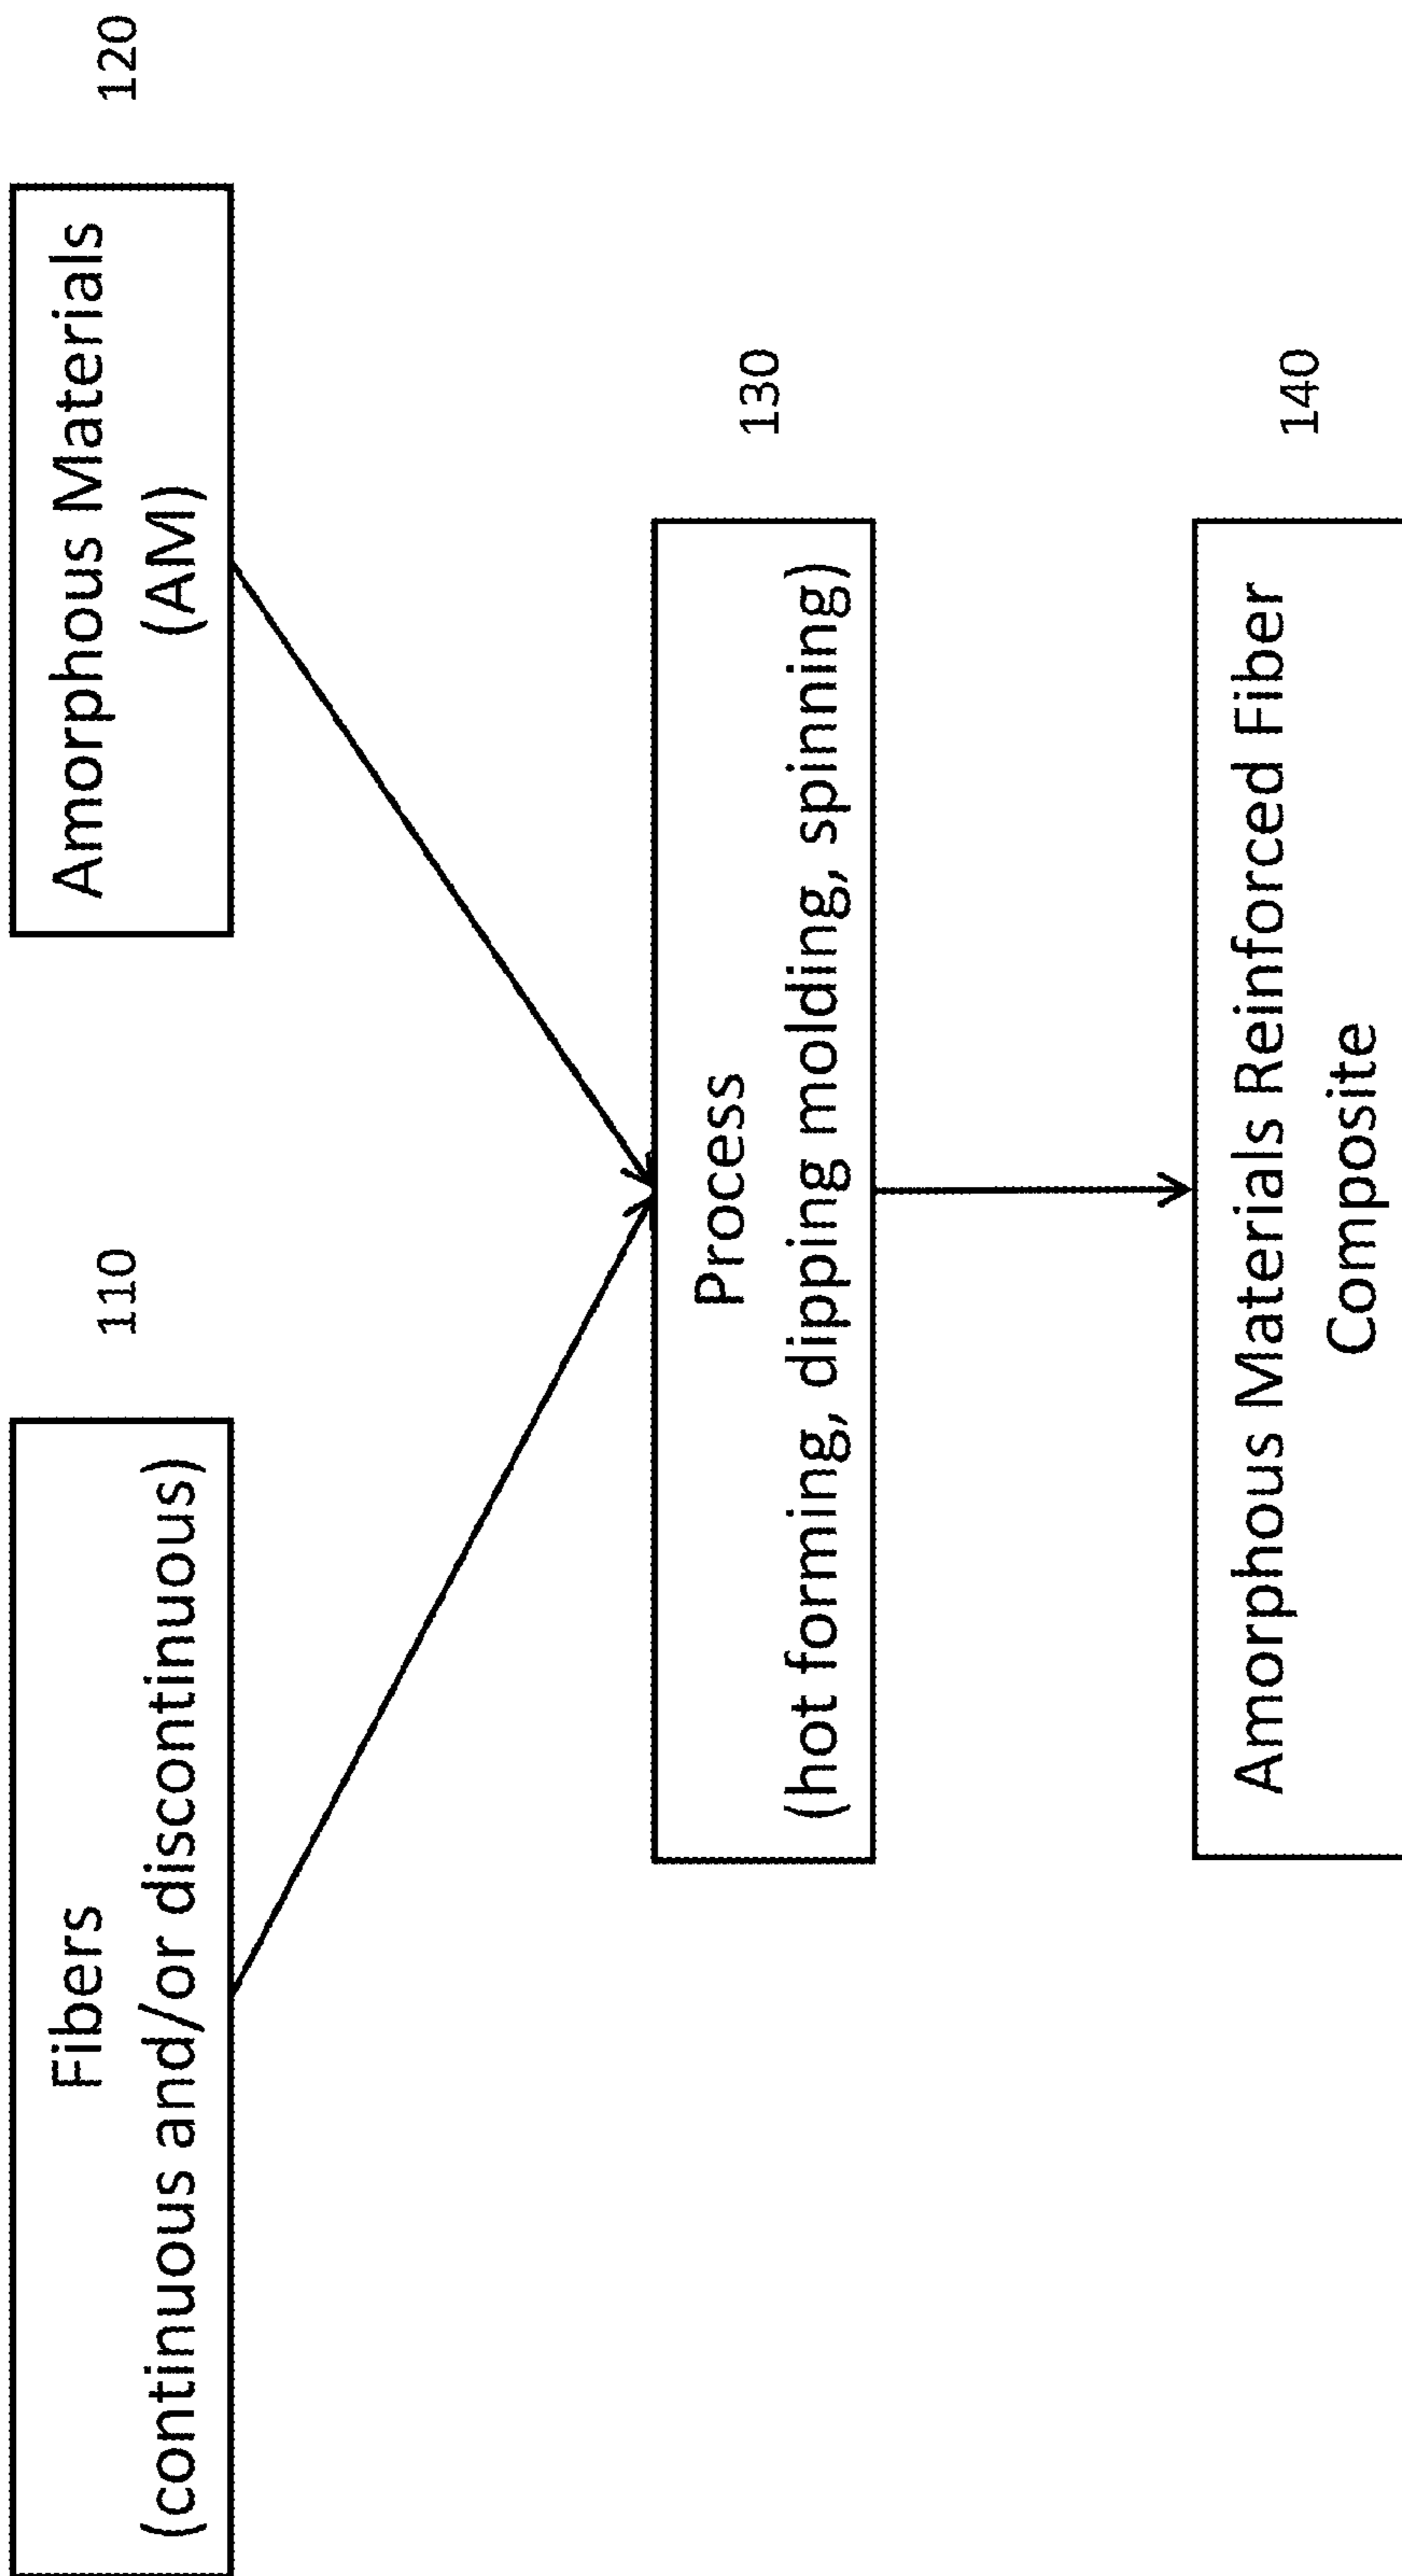 Fibers
(continuous and/or discontinuous)
110
Amorphous Materials
(AM)
120
Process
(hot forming, dipping molding, spinning)
130
Amorphous Materials Reinforced Fiber
Composite
140